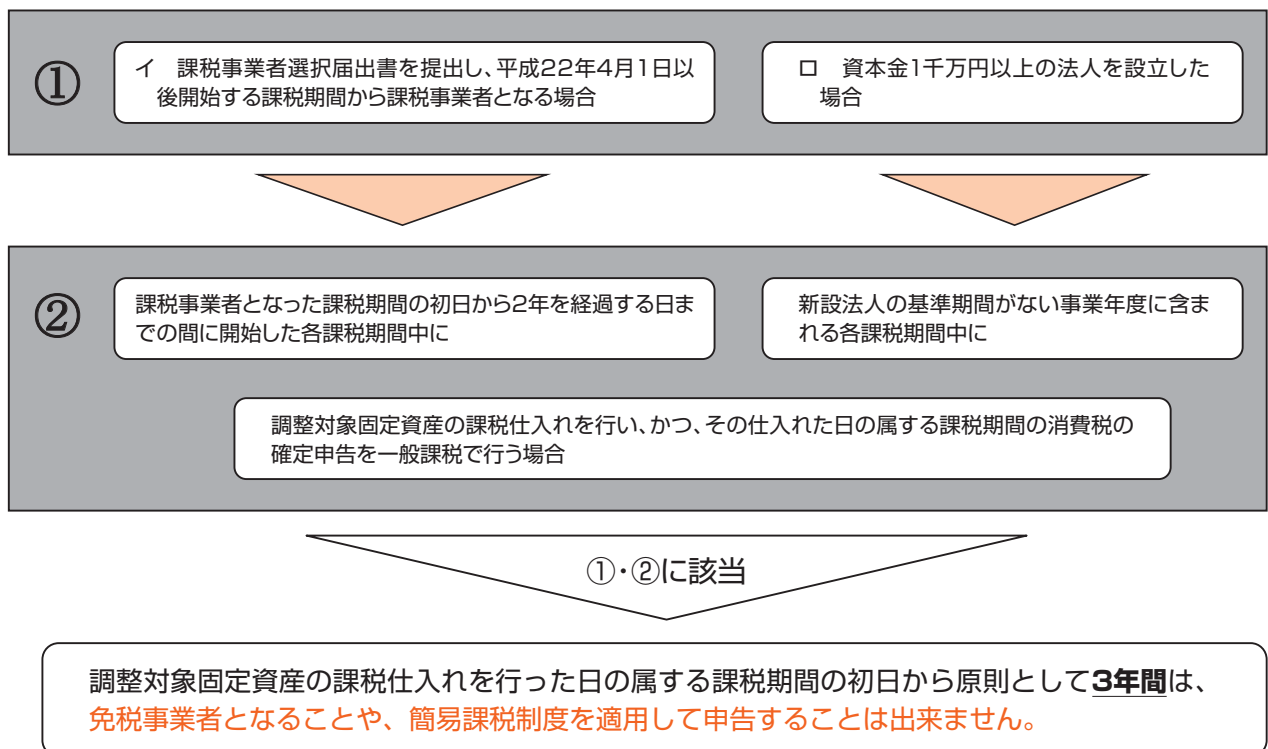 ①
イ 課税事業者選択届出書を提出し、平成22年4月1日以
後開始する課税期間から課税事業者となる場合
ロ 資本金1千万円以上の法人を設立した
場合
②
課税事業者となった課税期間の初日から2年を経過する日ま
での間に開始した各課税期間中に
新設法人の基準期間がない事業年度に含ま
れる各課税期間中に
調整対象固定資産の課税仕入れを行い、かつ、その仕入れた日の属する課税期間の消費税の
確定申告を一般課税で行う場合
①・②に該当
調整対象固定資産の課税仕入れを行った日の属する課税期間の初日から原則として3年間は、
免税事業者となることや、簡易課税制度を適用して申告することは出来ません。